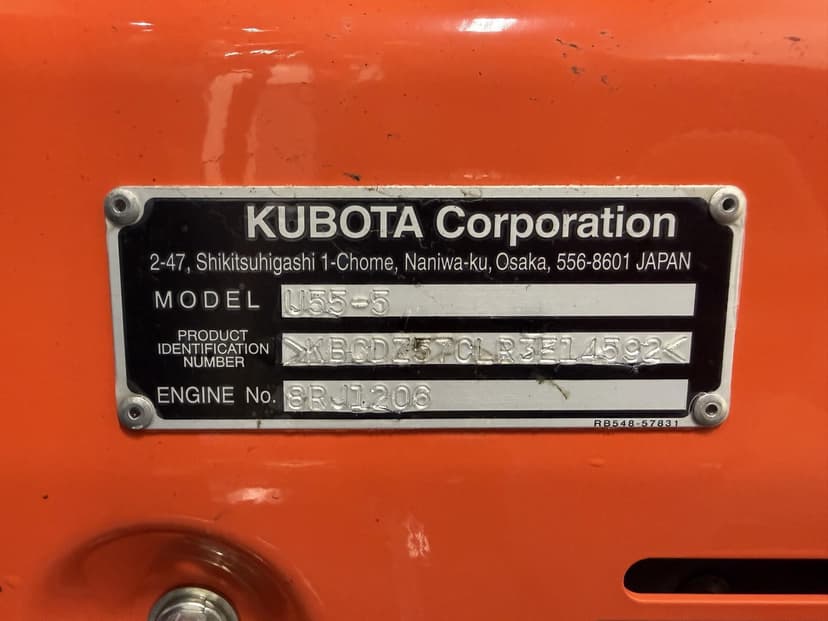 KUBOTA Corporation
2-47, Shikitsuhigashi 1-Chome, Naniwa-ku, Osaka, 556-8601 JAPAN
MODEL U55-5
PRODUCT
IDENTIFICATION
NUMBER
ENGINE No. 8RJ1206
RB548-57831